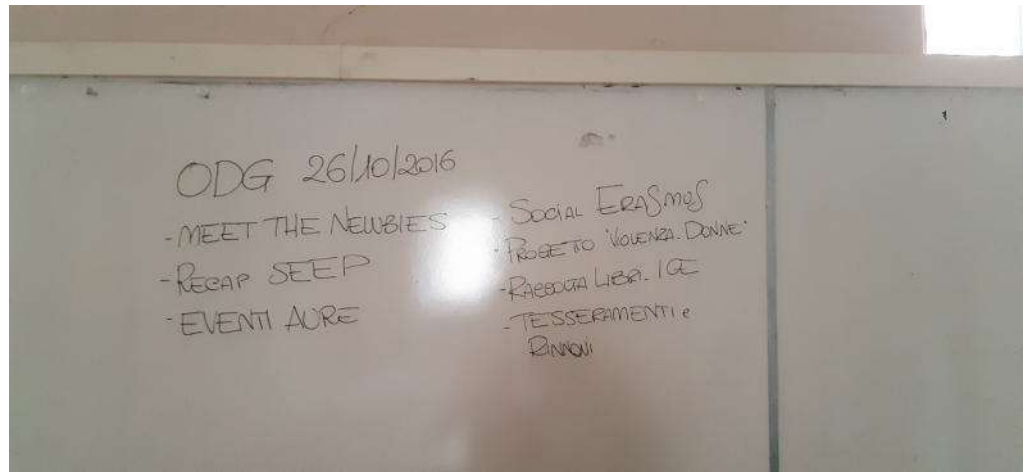 ODG 26/10/2016
- MEET THE NEWBIES
- RECAP SEEP
- EVENTI AURE
- SOCIAL ERASMUS
- PROGETTO "VIOLENZA DONNE"
- RACCOLTA LIBRI - IGE
- TESSERAMENTI e
RINNOVI